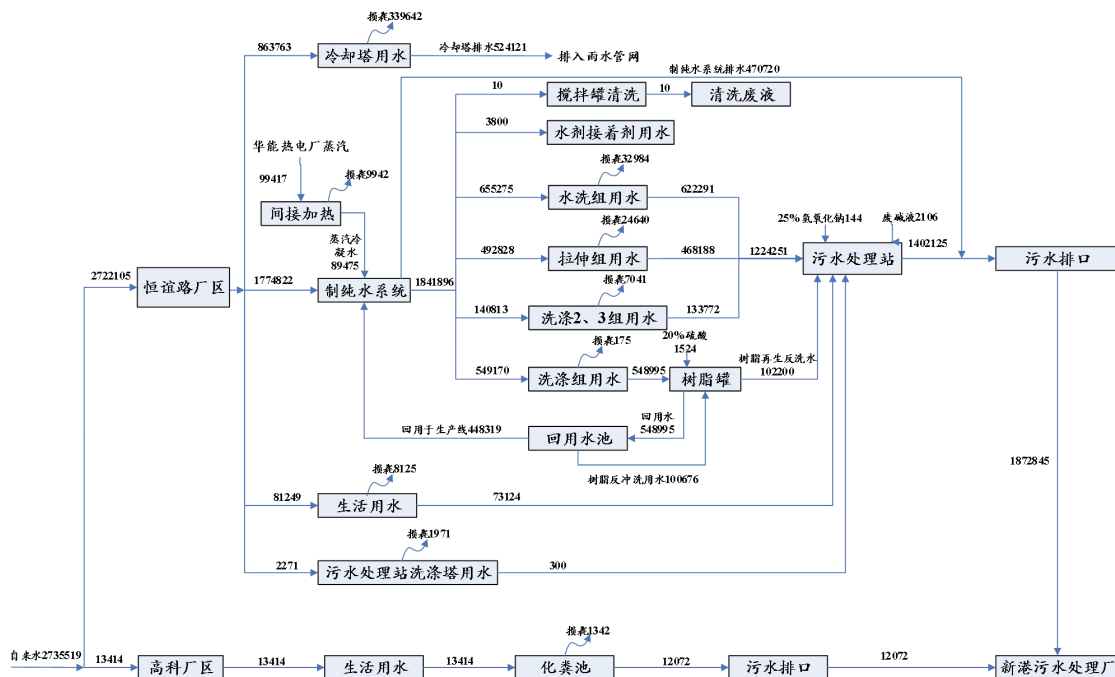 损耗339642
863763
冷却塔用水
冷却塔排水524121
排入雨水管网
制纯水系统排水470720
10
搅拌罐清洗
10
清洗废液
3800
水剂接着剂用水
华能热电厂蒸汽
99417
损耗9942
间接加热
蒸汽冷
凝水
89475
损耗32984
655275
水洗组用水
622291
损耗24640
492828
拉伸组用水
468188
1224251
25%氢氧化钠144
废碱液2106
污水处理站
1402125
污水排口
2722105
恒谊路厂区
1774822
制纯水系统
1841896
损耗7041
140813
洗涤2、3组用水
133772
损耗175
549170
洗涤组用水
548995
20%硫酸
1524
树脂罐
树脂再生反洗水
102200
回用于生产线448319
回用水池
回用水
548995
树脂反冲洗用水100676
1872845
损耗8125
81249
生活用水
73124
损耗1971
2271
污水处理站洗涤塔用水
300
自来水2735519
13414
高科厂区
13414
生活用水
13414
损耗1342
化粪池
12072
污水排口
12072
新港污水处理厂